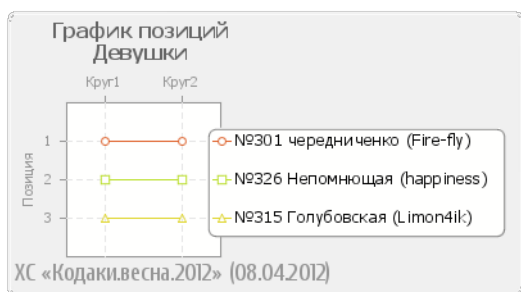 График позиций
Девушки
Круг1 Круг2
Позиция
1
2
3
№301 чередниченко (Fire-fly)
№326 Непомнющая (happiness)
№315 Голубовская (Limon4ik)
ХС «Кодаки.весна.2012» (08.04.2012)